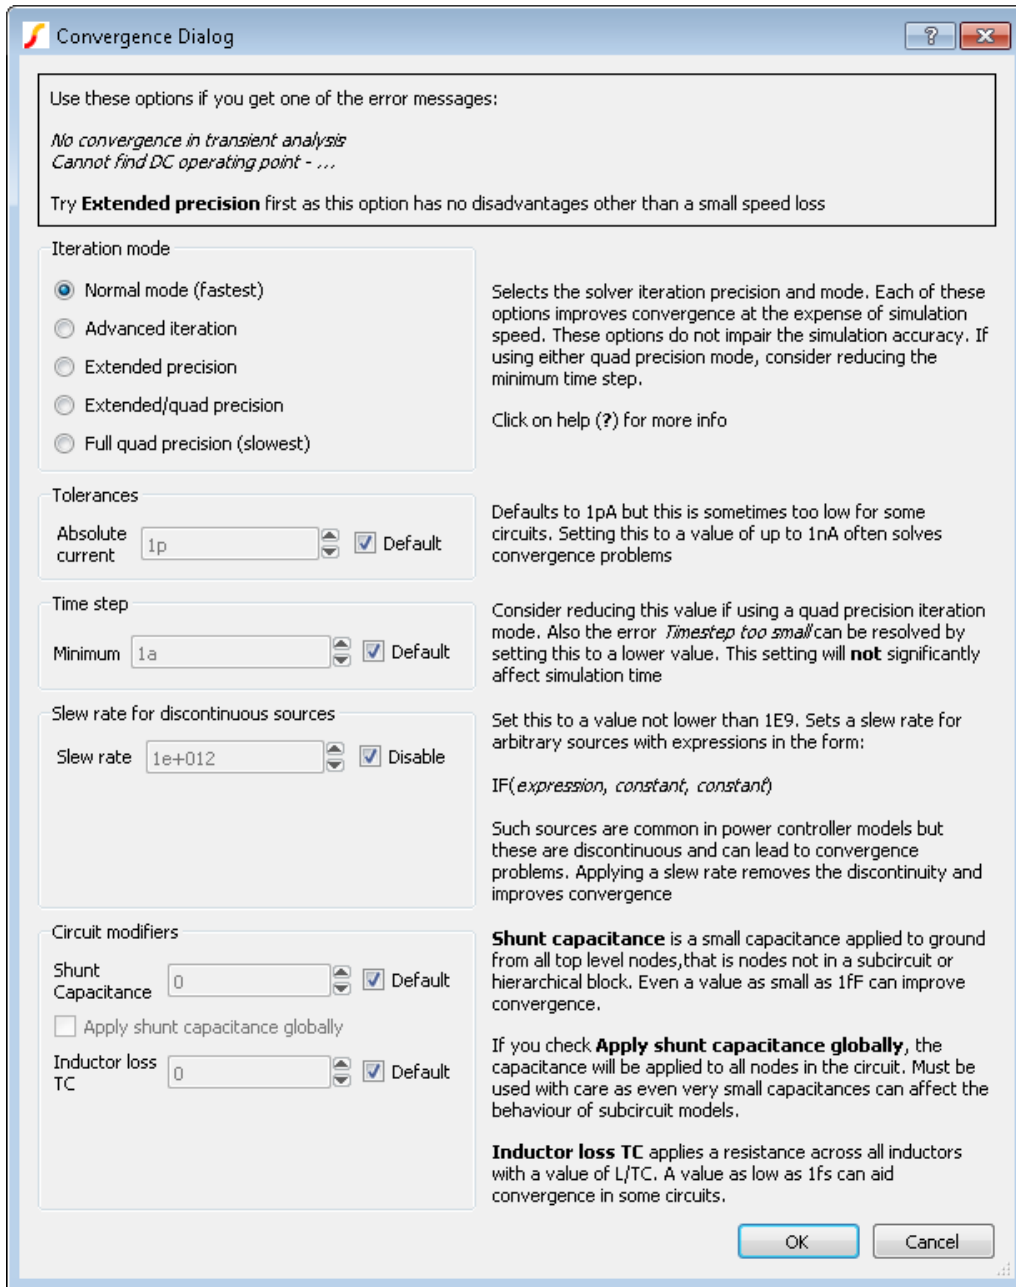 Convergence Dialog
?
Use these options if you get one of the error messages:
No convergence in transient analysis
Cannot find DC operating point - ...
Try Extended precision first as this option has no disadvantages other than a small speed loss
Iteration mode
Normal mode (fastest)
Advanced iteration
Extended precision
Extended/quad precision
Full quad precision (slowest)
Selects the solver iteration precision and mode. Each of these
options improves convergence at the expense of simulation
speed. These options do not impair the simulation accuracy. If
using either quad precision mode, consider reducing the
minimum time step.
Click on help (?) for more info
Tolerances
Absolute
current
1p
Default
Defaults to 1pA but this is sometimes too low for some
circuits. Setting this to a value of up to 1nA often solves
convergence problems
Time step
Minimum
1a
Default
Consider reducing this value if using a quad precision iteration
mode. Also the error Timestep too small can be resolved by
setting this to a lower value. This setting will not significantly
affect simulation time
Slew rate for discontinuous sources
Slew rate
1e+012
Disable
Set this to a value not lower than 1E9. Sets a slew rate for
arbitrary sources with expressions in the form:
IF(expression, constant, constant)
Such sources are common in power controller models but
these are discontinuous and can lead to convergence
problems. Applying a slew rate removes the discontinuity and
improves convergence
Circuit modifiers
Shunt
Capacitance
0
Default
Apply shunt capacitance globally
Inductor loss
TC
0
Default
Shunt capacitance is a small capacitance applied to ground
from all top level nodes,that is nodes not in a subcircuit or
hierarchical block. Even a value as small as 1fF can improve
convergence.
If you check Apply shunt capacitance globally, the
capacitance will be applied to all nodes in the circuit. Must be
used with care as even very small capacitances can affect the
behaviour of subcircuit models.
Inductor loss TC applies a resistance across all inductors
with a value of L/TC. A value as low as 1fs can aid
convergence in some circuits.
OK
Cancel